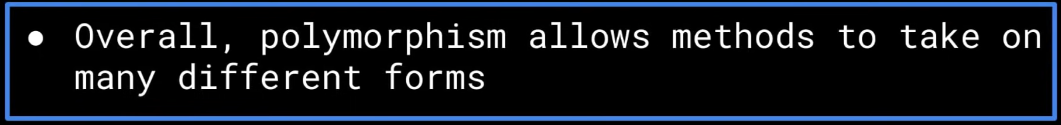 ● Overall, polymorphism allows methods to take on
many different forms